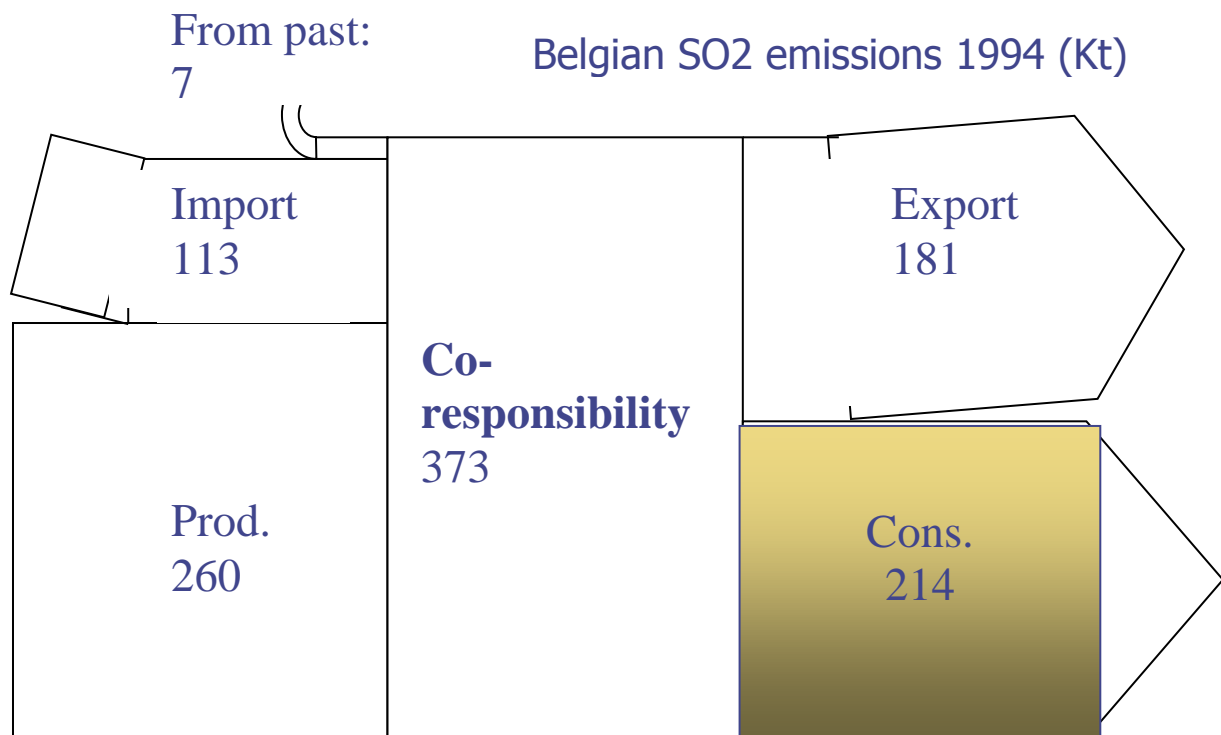 From past:
7
Belgian SO2 emissions 1994 (Kt)
Import
113
Export
181
Co-
responsibility
373
Prod.
260
Cons.
214